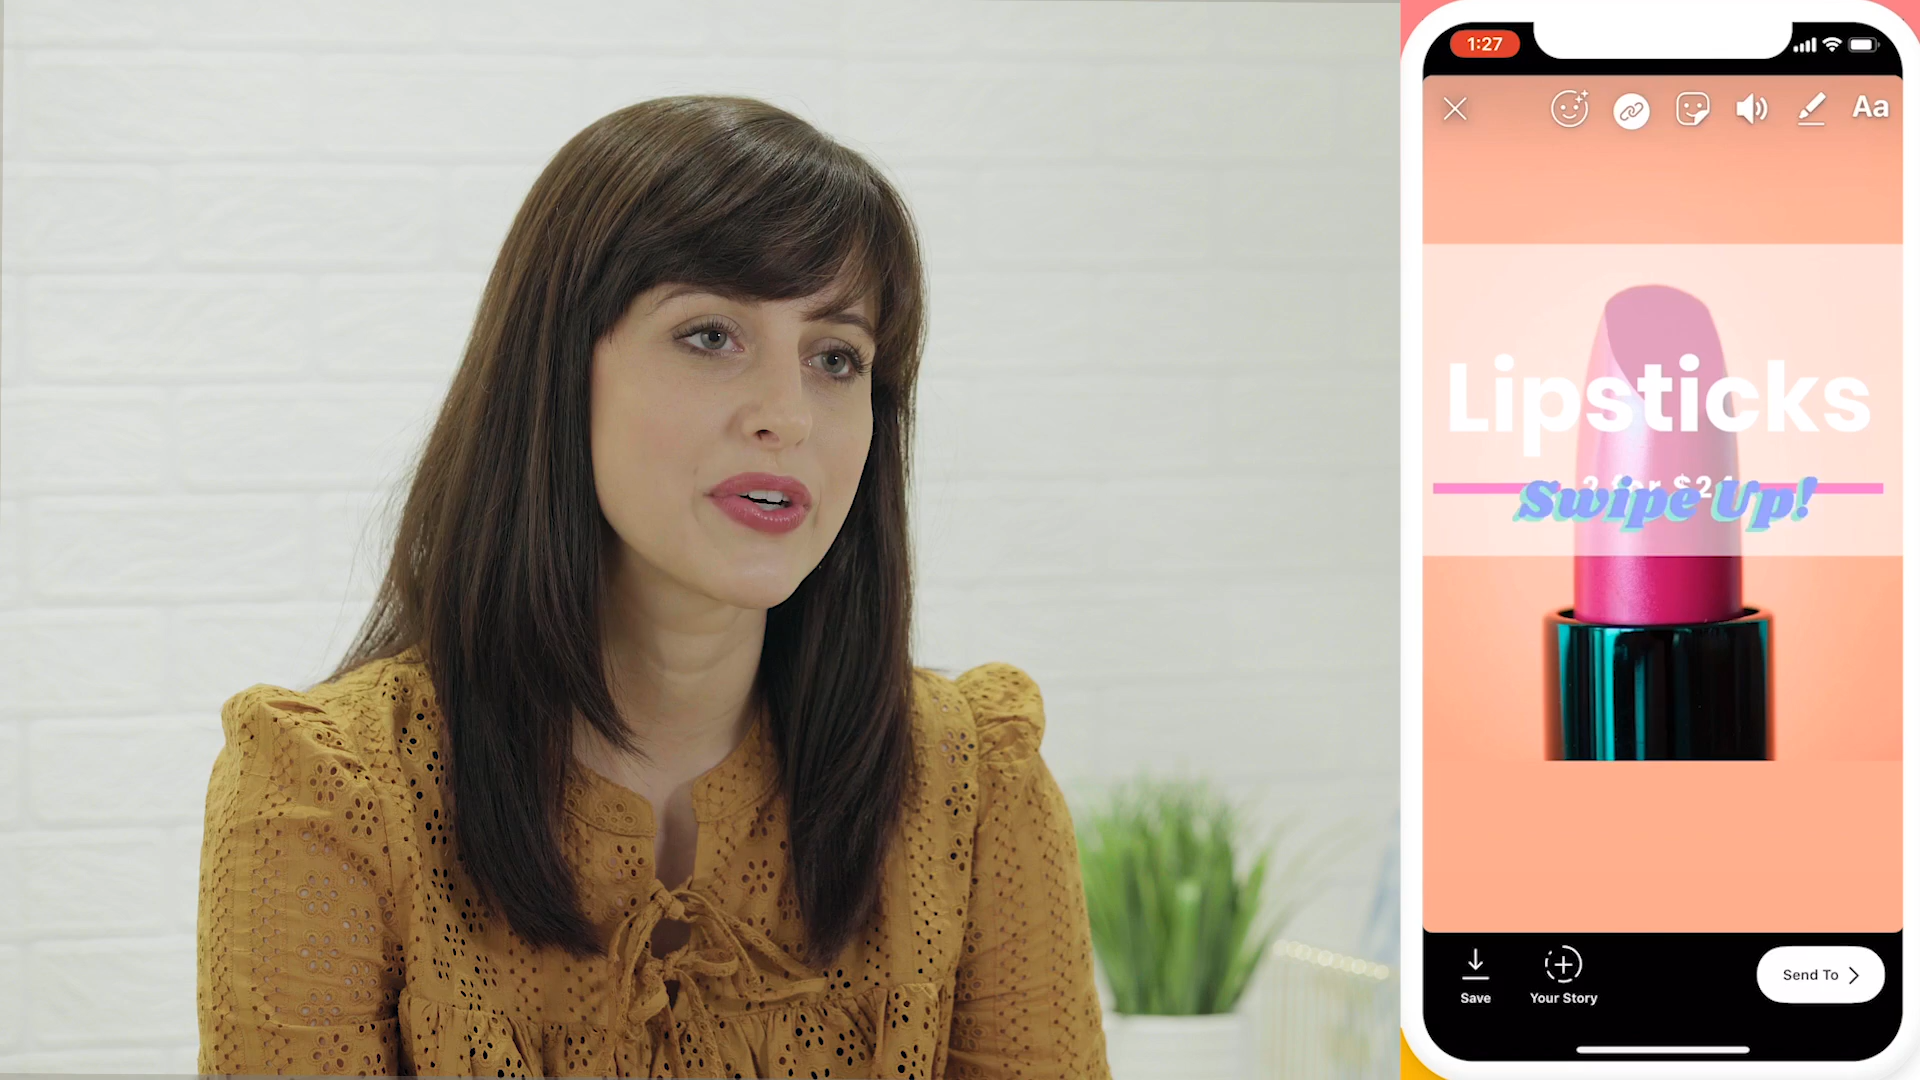 1:27
Aa
Lipsticks
Swipe Up!
Save
Your Story
Send To